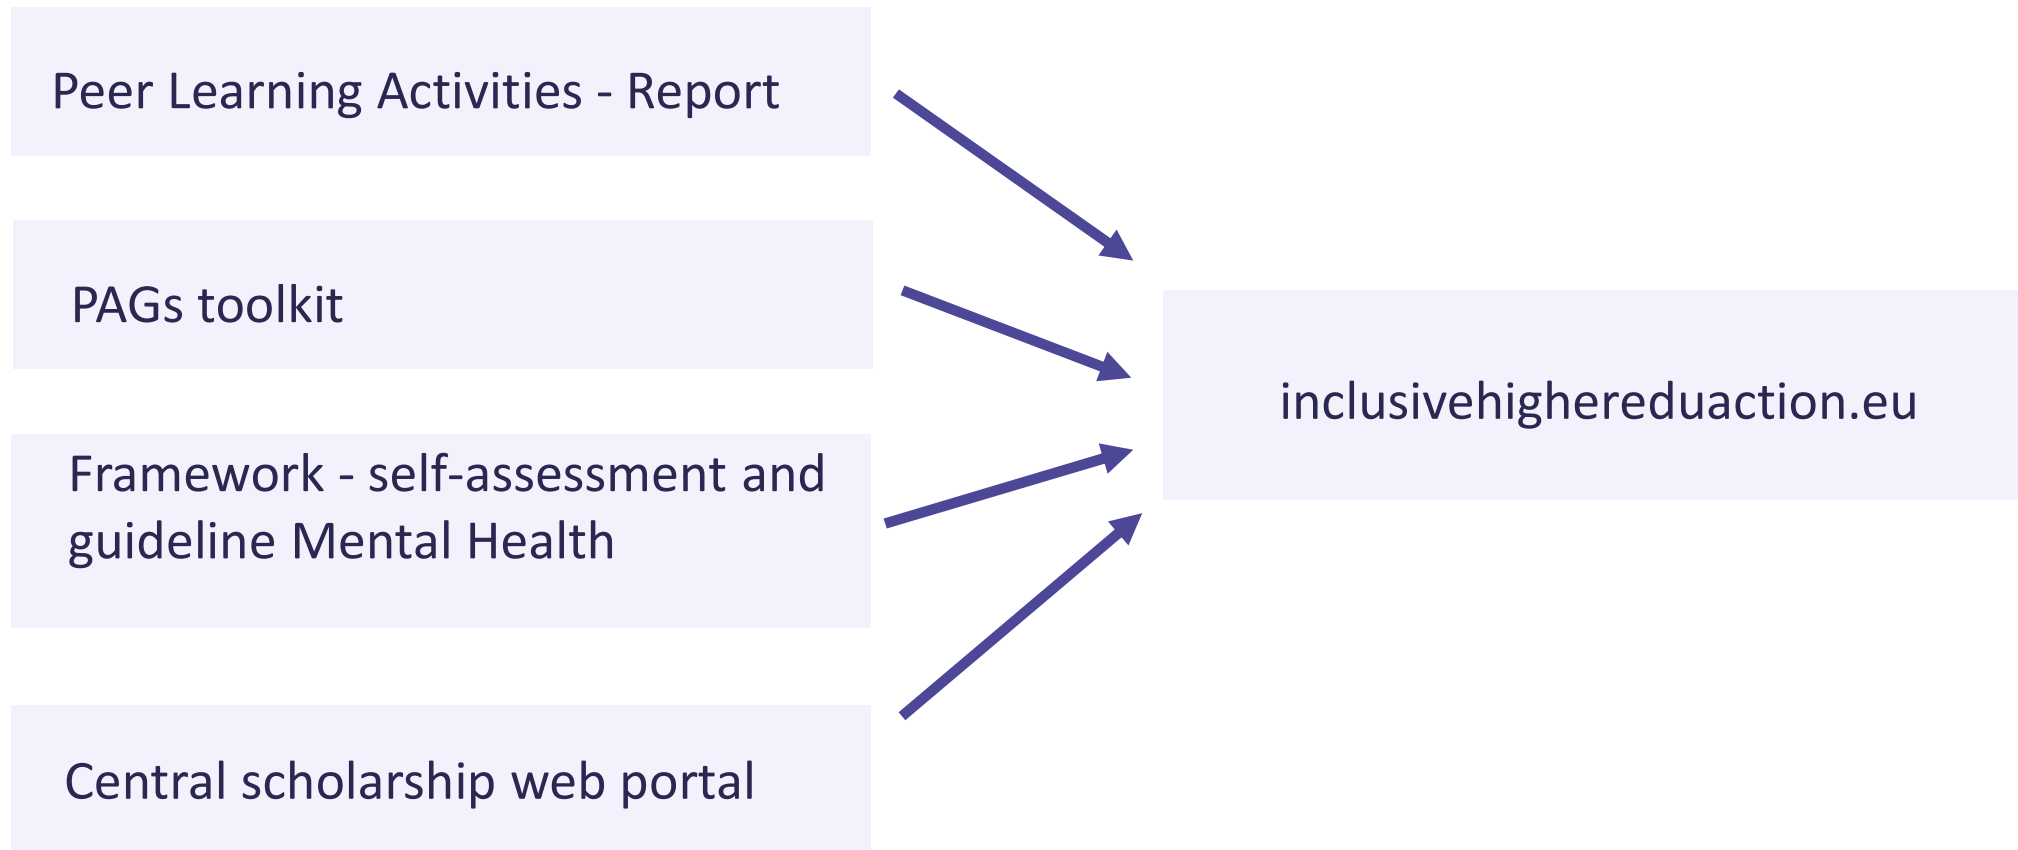 Peer Learning Activities - Report
PAGs toolkit
Framework - self-assessment and
guideline Mental Health
Central scholarship web portal
inclusivehighereduaction.eu